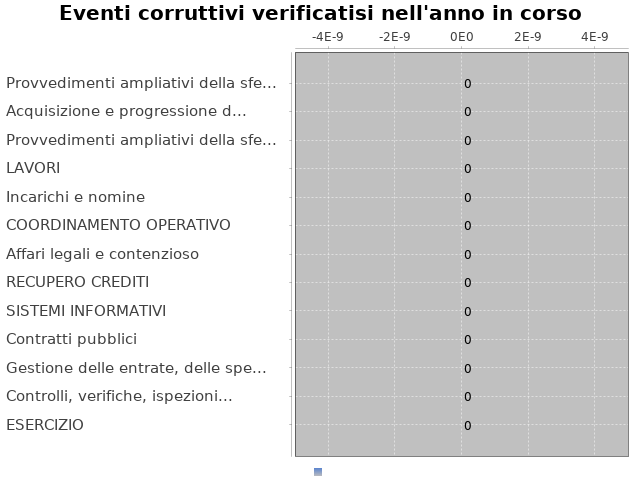 Eventi corruttivi verificatisi nell'anno in corso
-4E-9 -2E-9 0E0 2E-9 4E-9
Provvedimenti ampliativi della sfe... 0
Acquisizione e progressione d... 0
Provvedimenti ampliativi della sfe... 0
LAVORI 0
Incarichi e nomine 0
COORDINAMENTO OPERATIVO 0
Affari legali e contenzioso 0
RECUPERO CREDITI 0
SISTEMI INFORMATIVI 0
Contratti pubblici 0
Gestione delle entrate, delle spe... 0
Controlli, verifiche, ispezioni... 0
ESERCIZIO 0